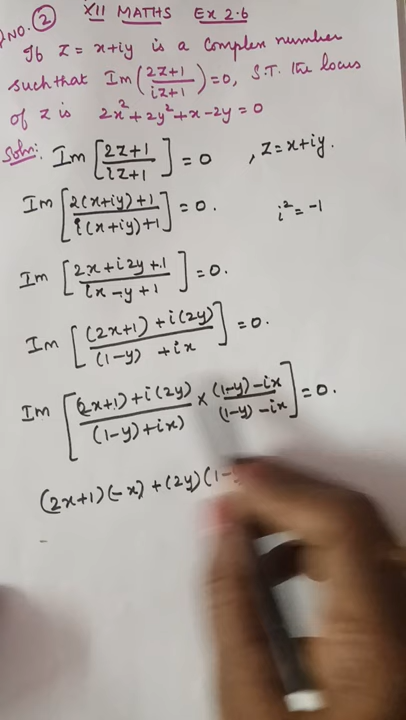 XII MATHS Ex 2.6
NO. ②
If z = x+iy is a complex number
such that Im(2z+1/iz+1)=0, S.T. the locus
of z is 2x²+2y²+x-2y=0
Soln: Im[2z+1/iz+1] = 0, z=x+iy.
Im[2(x+iy)+1/i(x+iy)+1] = 0. i²=-1
Im[2x+i2y+1/ix-y+1]=0.
Im[(2x+1)+i(2y)/(1-y)+ix]=0.
Im[(2x+1)+i(2y)/(1-y)+ix) × (1-y)-ix/(1-y)-ix]=0.
(2x+1)(-x)+(2y)(1-